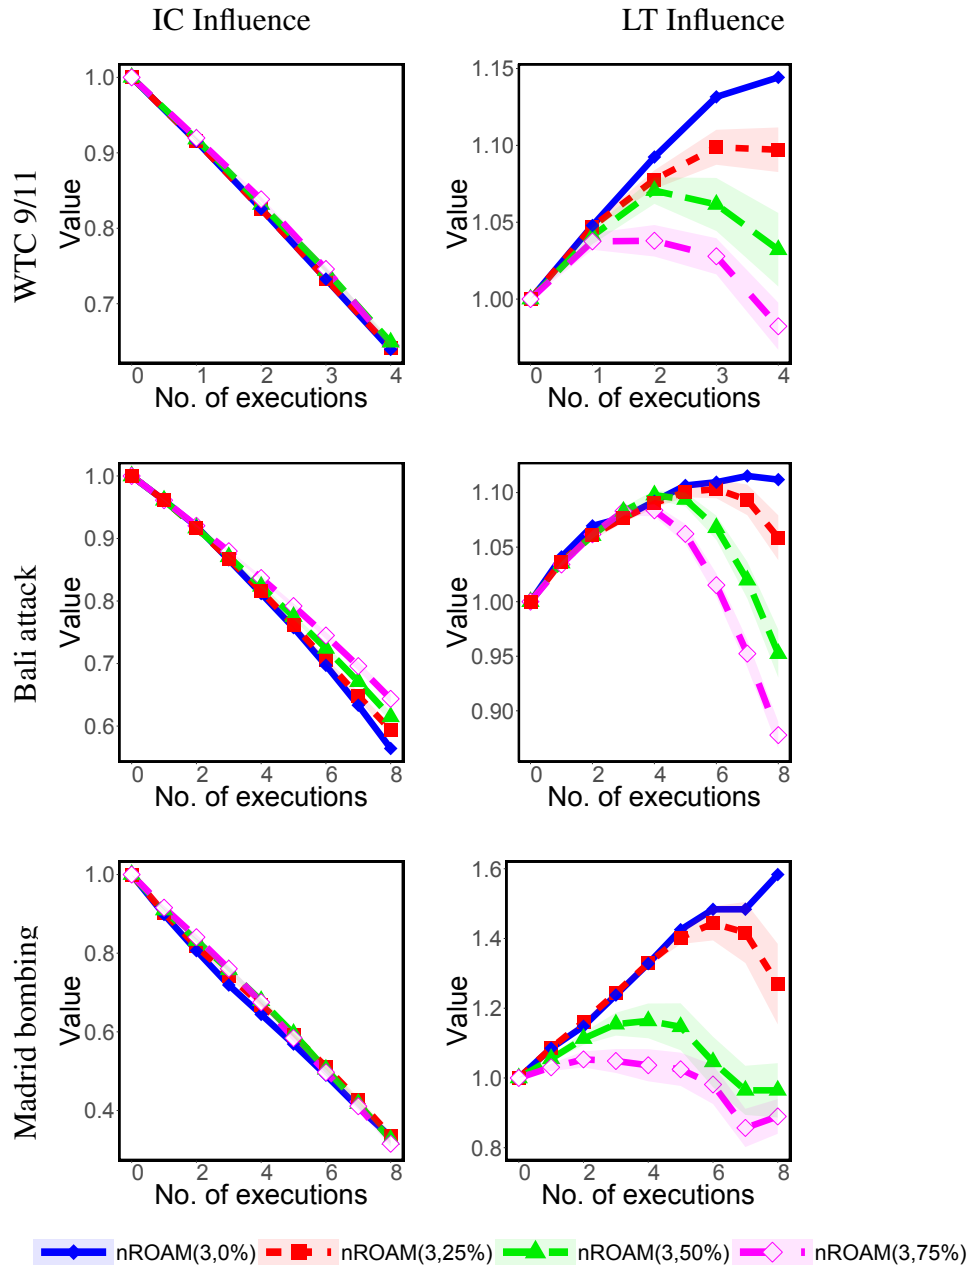 IC Influence
LT Influence
WTC 9/11
Value
1.0
0.9
0.8
0.7
0 1 2 3 4
No. of executions
Value
1.15
1.10
1.05
1.00
0 1 2 3 4
No. of executions
Bali attack
Value
1.0
0.9
0.8
0.7
0.6
0 2 4 6 8
No. of executions
Value
1.10
1.05
1.00
0.95
0.90
0 2 4 6 8
No. of executions
Madrid bombing
Value
1.0
0.8
0.6
0.4
0 2 4 6 8
No. of executions
Value
1.6
1.4
1.2
1.0
0.8
0 2 4 6 8
No. of executions
nROAM(3,0%) nROAM(3,25%) nROAM(3,50%) nROAM(3,75%)